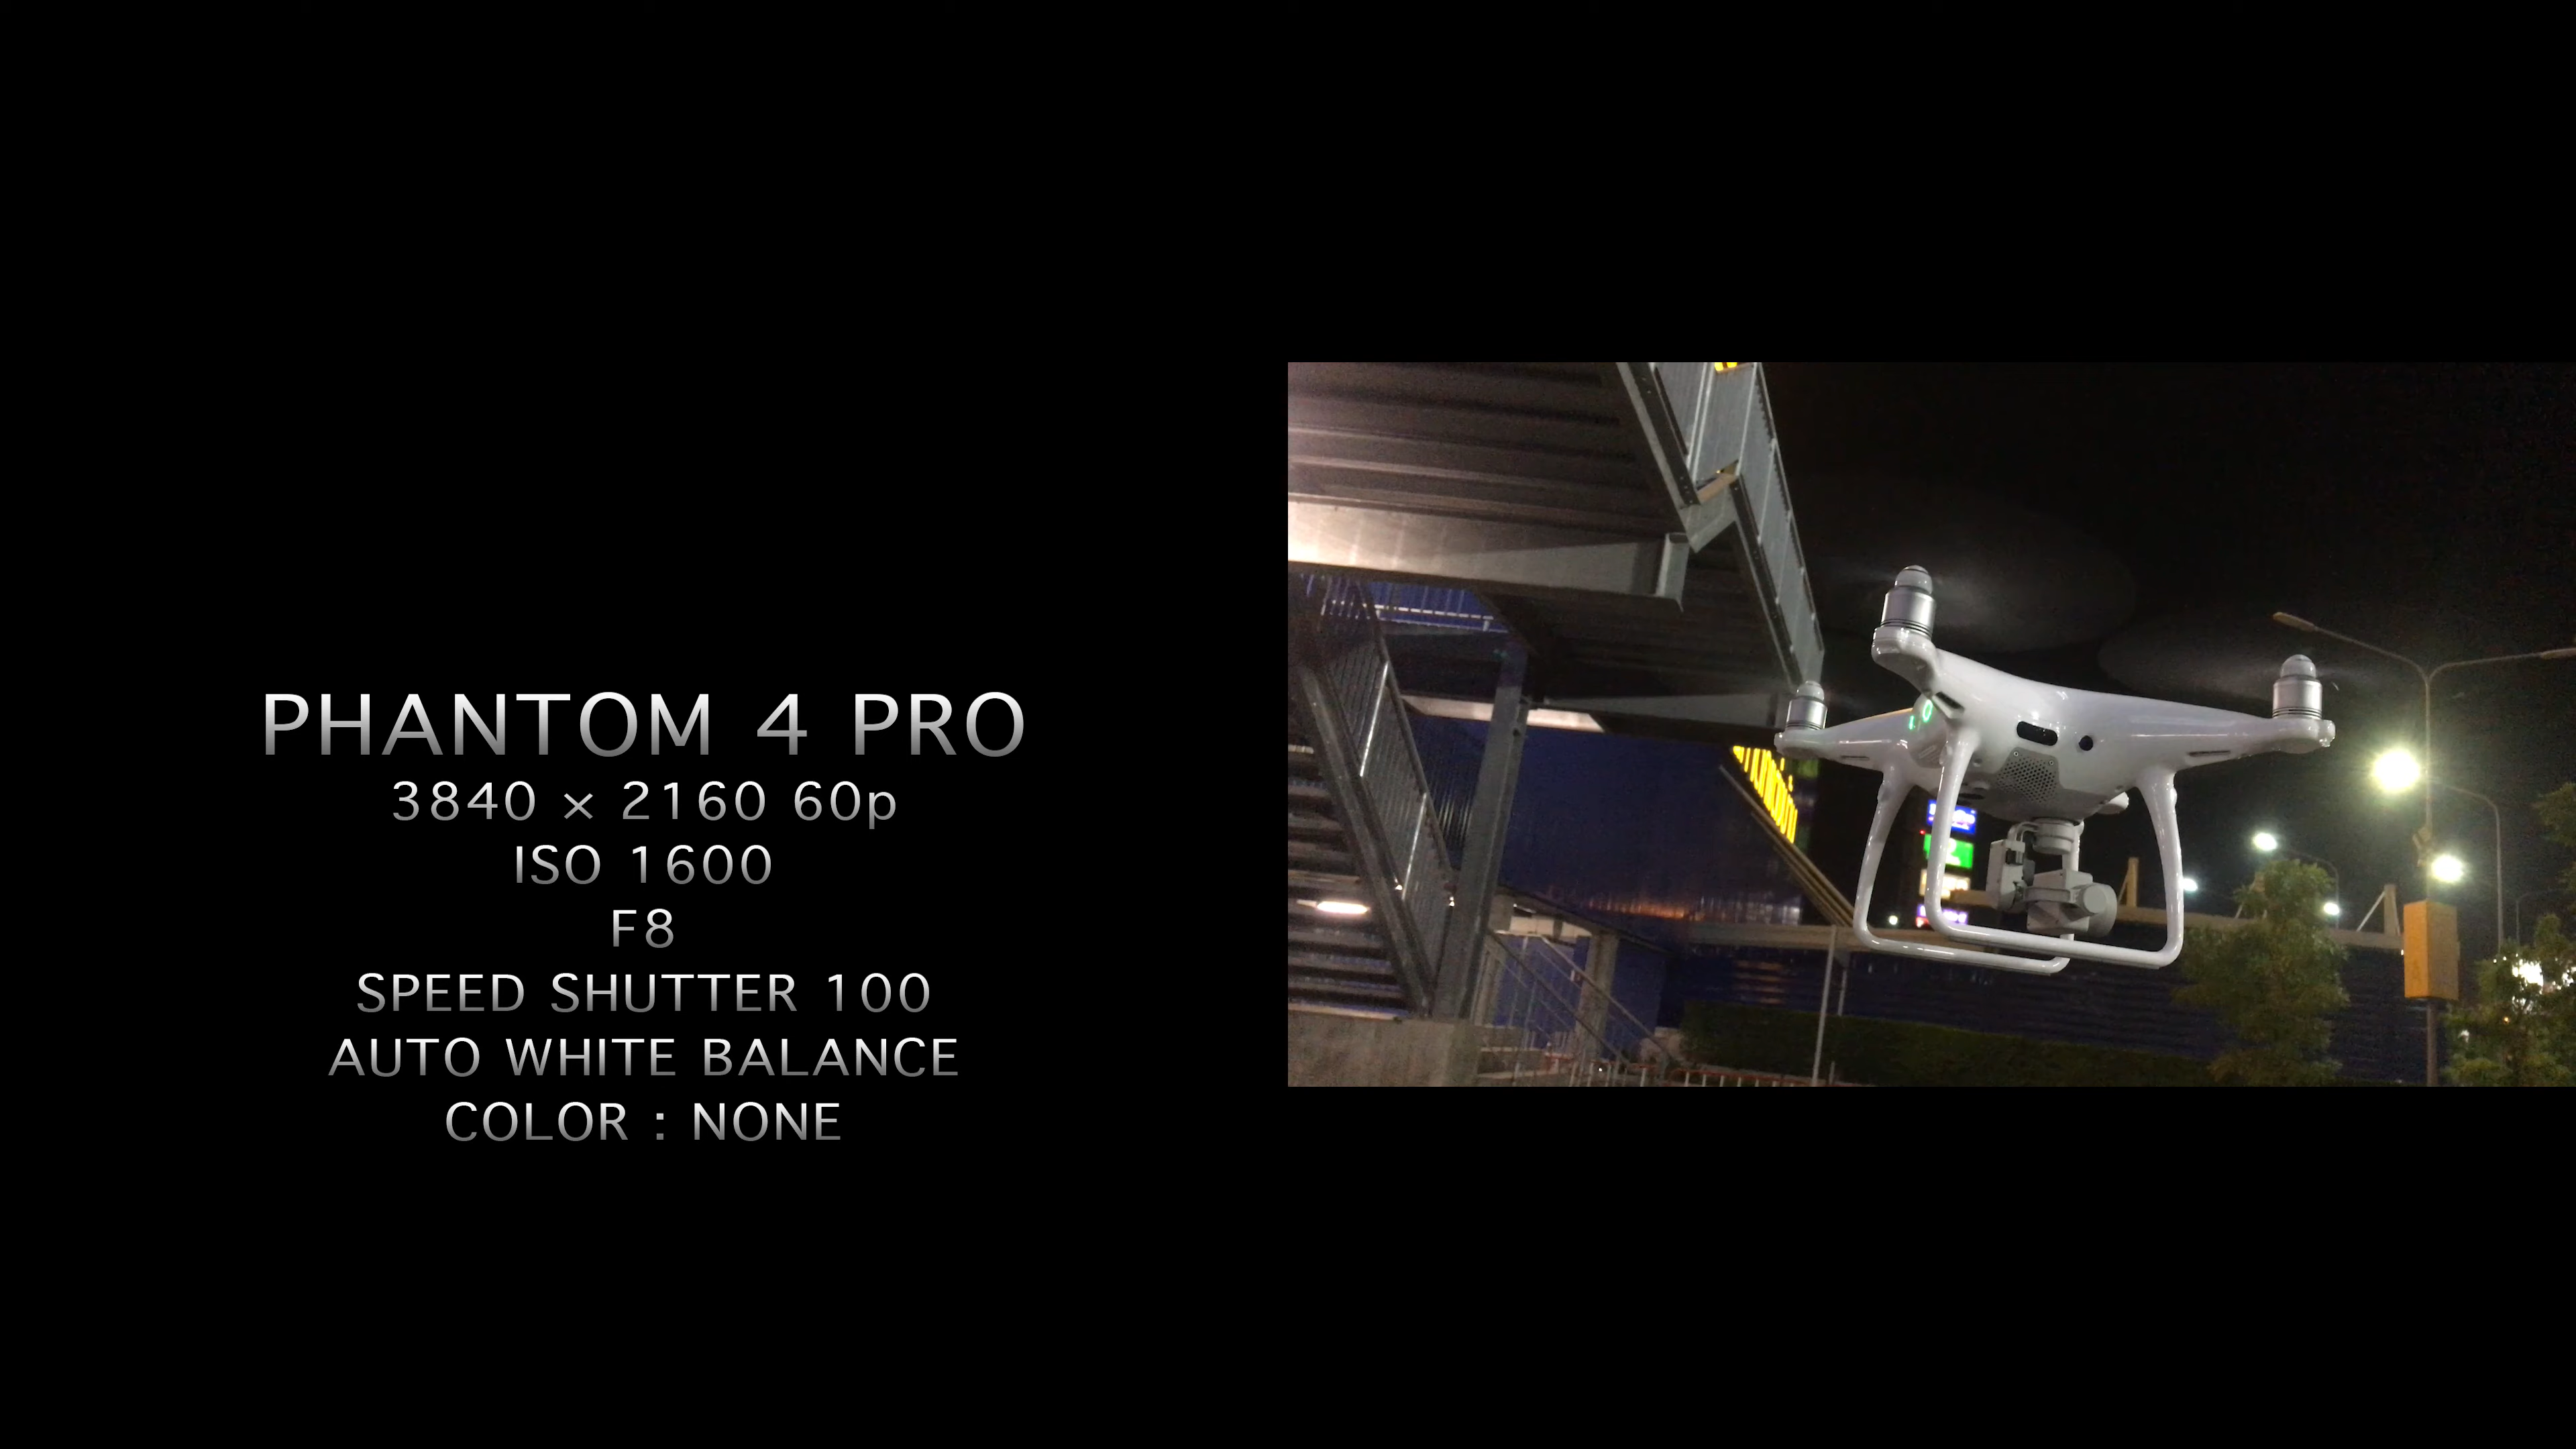 PHANTOM 4 PRO
3840 × 2160 60p
ISO 1600
F8
SPEED SHUTTER 100
AUTO WHITE BALANCE
COLOR : NONE